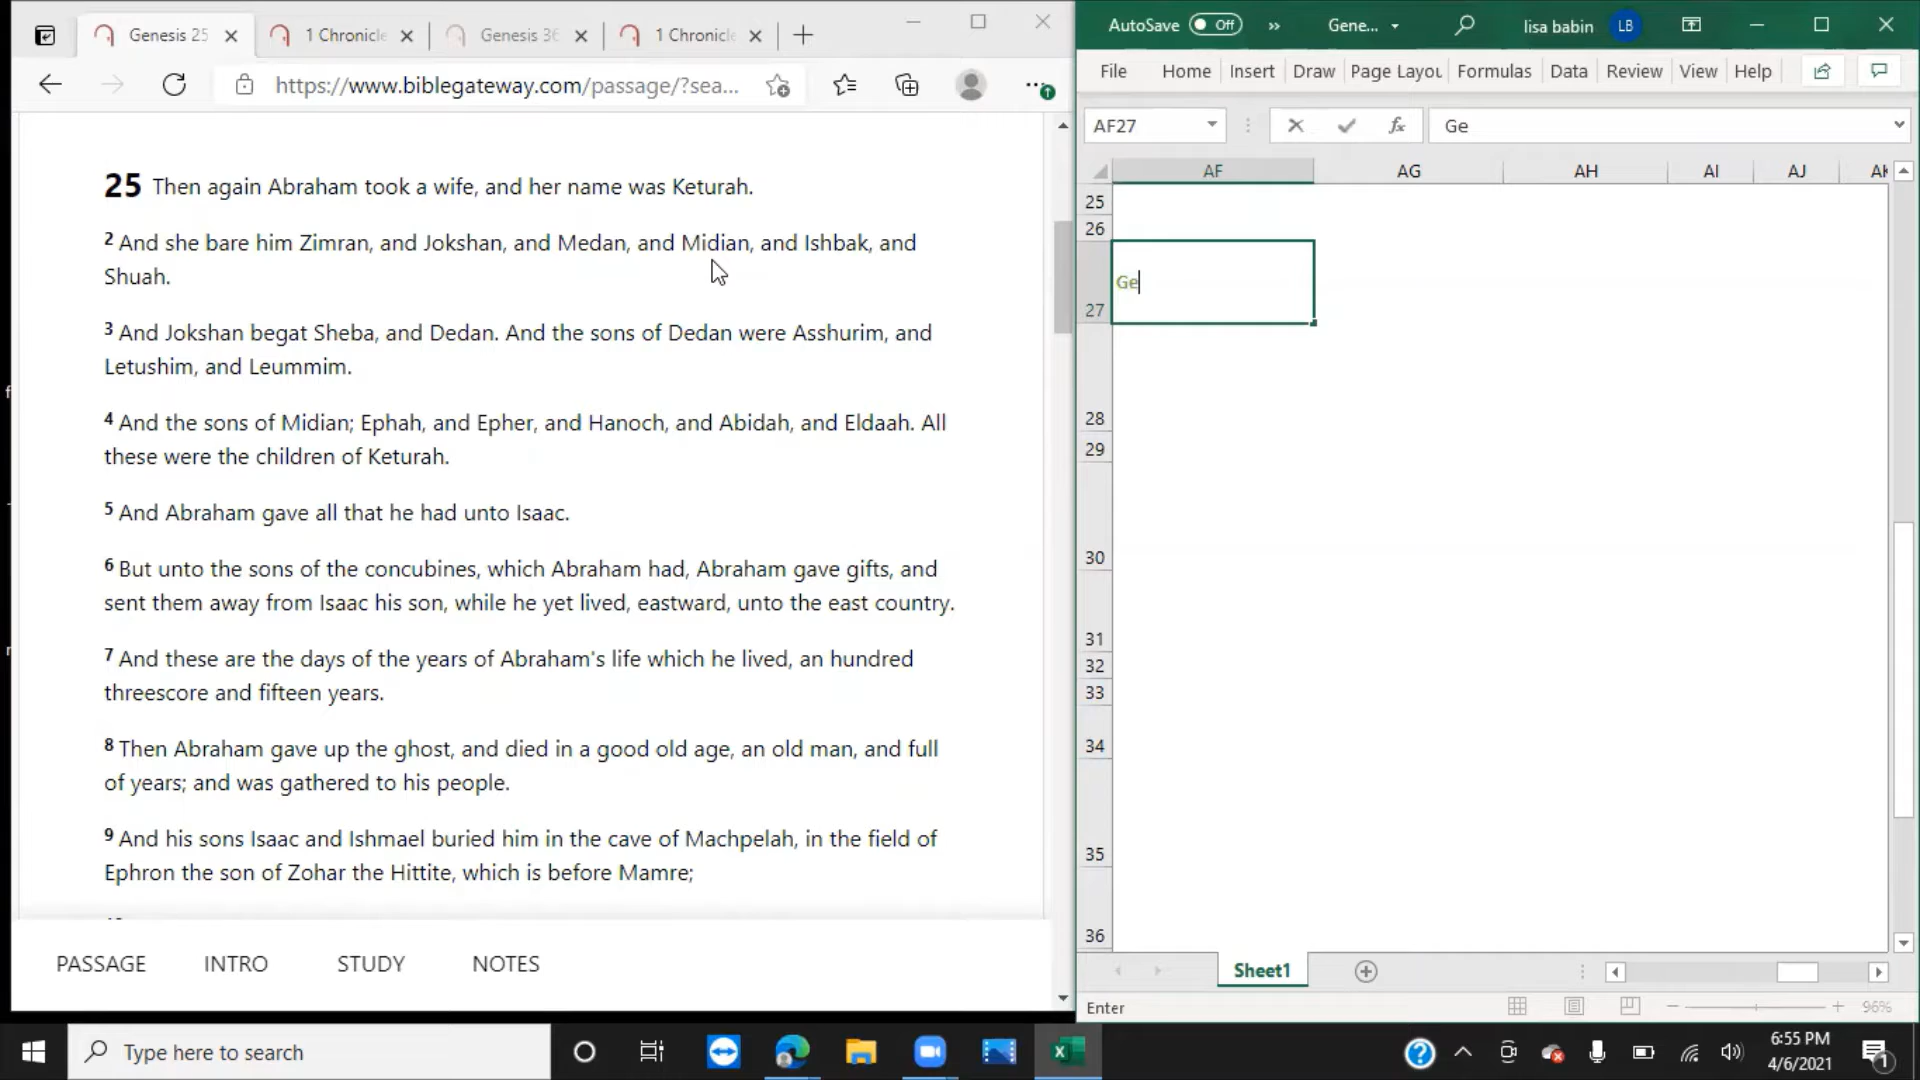 Genesis 25
1 Chronicle
Genesis 36
1 Chronicle
https://www.biblegateway.com/passage/?sea...
25 Then again Abraham took a wife, and her name was Keturah.
2 And she bare him Zimran, and Jokshan, and Medan, and Midian, and Ishbak, and
Shuah.
3 And Jokshan begat Sheba, and Dedan. And the sons of Dedan were Asshurim, and
Letushim, and Leummim.
4 And the sons of Midian; Ephah, and Epher, and Hanoch, and Abidah, and Eldaah. All
these were the children of Keturah.
5 And Abraham gave all that he had unto Isaac.
6 But unto the sons of the concubines, which Abraham had, Abraham gave gifts, and
sent them away from Isaac his son, while he yet lived, eastward, unto the east country.
7 And these are the days of the years of Abraham's life which he lived, an hundred
threescore and fifteen years.
8 Then Abraham gave up the ghost, and died in a good old age, an old man, and full
of years; and was gathered to his people.
9 And his sons Isaac and Ishmael buried him in the cave of Machpelah, in the field of
Ephron the son of Zohar the Hittite, which is before Mamre;
PASSAGE INTRO STUDY NOTES
AutoSave Off » Gene... lisa babin LB
File Home Insert Draw Page Layou Formulas Data Review View Help
AF27 fx Ge
AF AG AH AI AJ AK
25
26
Ge
27
28
29
30
31
32
33
34
35
36
Sheet1
Enter
96%
Type here to search
6:55 PM
4/6/2021
1